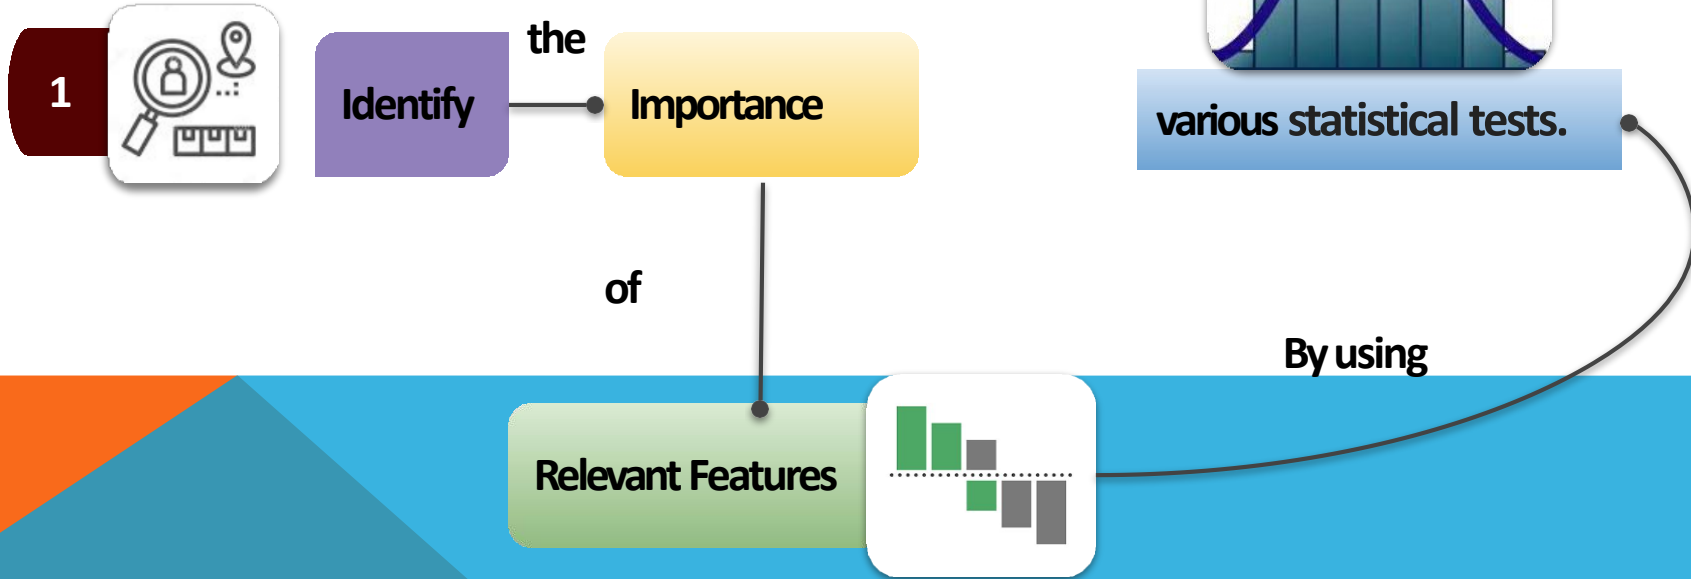 1
Identify
the
Importance
of
Relevant Features
By using
various statistical tests.